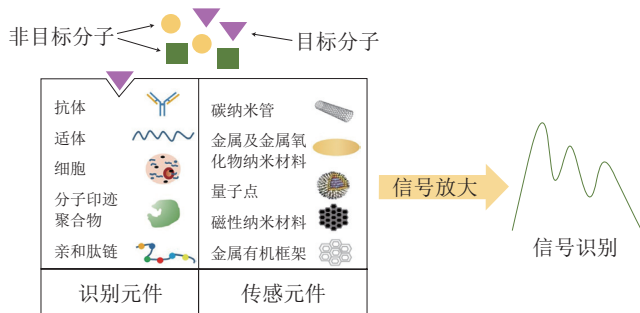 非目标分子
目标分子
抗体
适体
细胞
分子印迹
聚合物
亲和肽链
识别元件
碳纳米管
金属及金属氧
化物纳米材料
量子点
磁性纳米材料
金属有机框架
传感元件
信号放大
信号识别